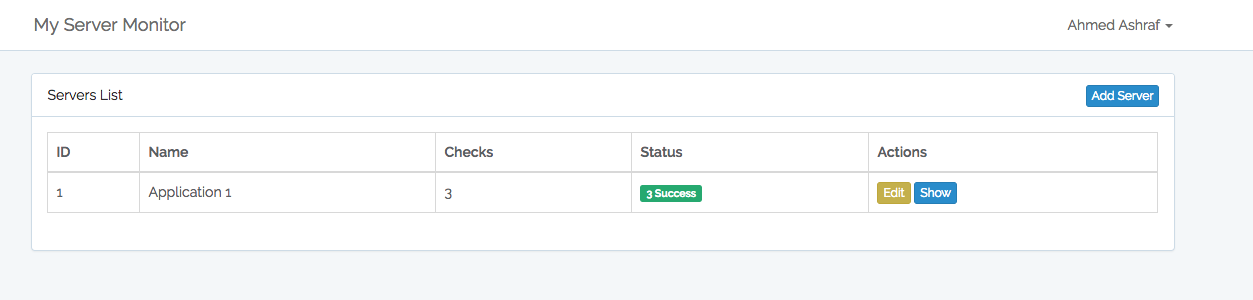 My Server Monitor Ahmed Ashraf
Servers List Add Server
ID Name Checks Status Actions
1 Application 1 3 3 Success Edit Show